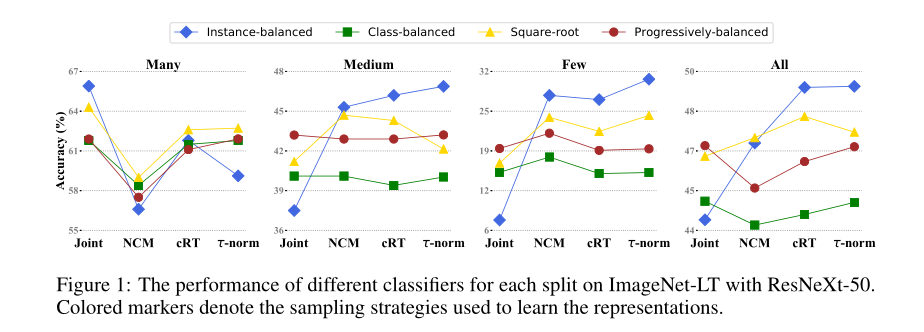 Instance-balanced Class-balanced Square-root Progressively-balanced
Many Medium Few All
Accuracy (%)
67 64 61 58 55
48 45 42 39 36
32 25 19 12 6
50 48 47 45 44
Joint NCM cRT τ-norm Joint NCM cRT τ-norm Joint NCM cRT τ-norm Joint NCM cRT τ-norm
Figure 1: The performance of different classifiers for each split on ImageNet-LT with ResNeXt-50.
Colored markers denote the sampling strategies used to learn the representations.